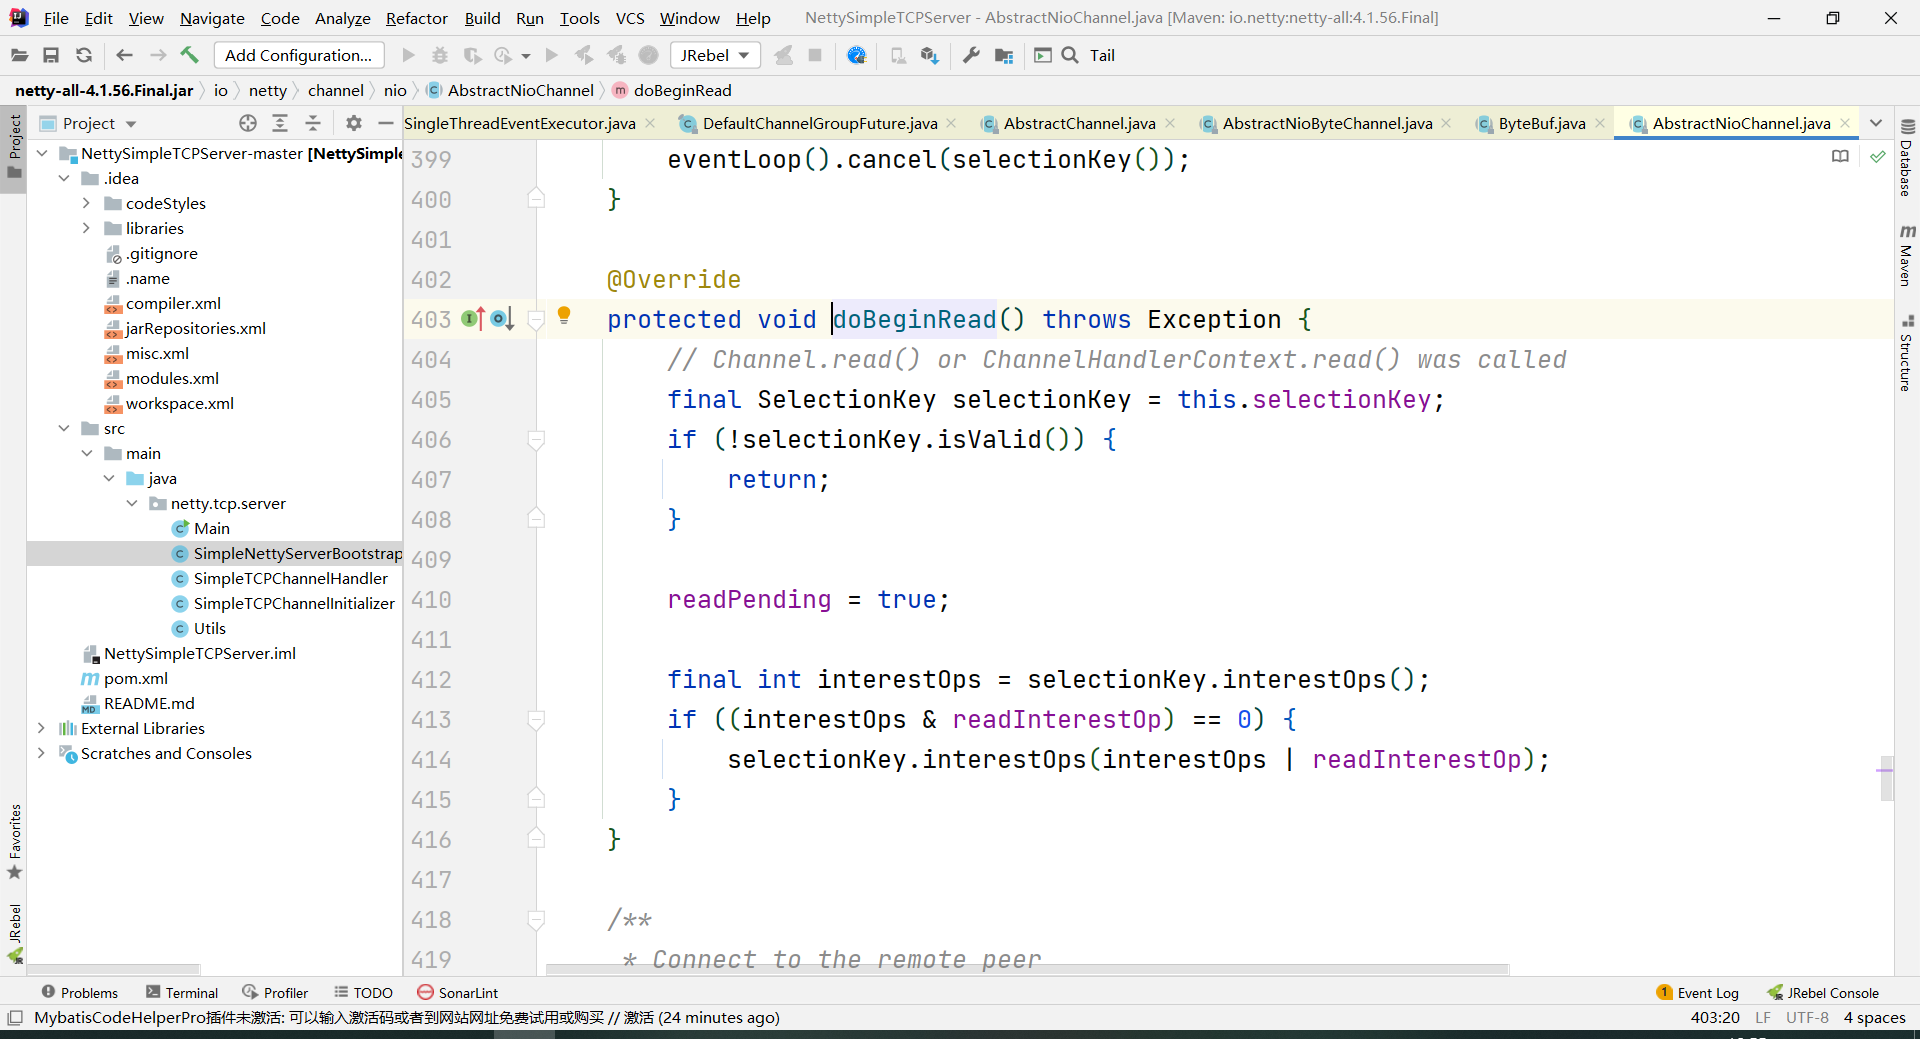 File Edit View Navigate Code Analyze Refactor Build Run Tools VCS Window Help NettySimpleTCPServer - AbstractNioChannel.java [Maven: io.netty:netty-all:4.1.56.Final]
Add Configuration... JRebel Tail
netty-all-4.1.56.Final.jar io netty channel nio AbstractNioChannel doBeginRead
Project
SingleThreadEventExecutor.java DefaultChannelGroupFuture.java AbstractChannel.java AbstractNioByteChannel.java ByteBuf.java AbstractNioChannel.java
Project
NettySimpleTCPServer-master [NettySimple
.idea
codeStyles
libraries
.gitignore
.name
compiler.xml
jarRepositories.xml
misc.xml
modules.xml
workspace.xml
src
main
java
netty.tcp.server
Main
SimpleNettyServerBootstrap
SimpleTCPChannelHandler
SimpleTCPChannelInitializer
Utils
NettySimpleTCPServer.iml
pom.xml
README.md
External Libraries
Scratches and Consoles
Favorites
JRebel
399 eventLoop().cancel(selectionKey());
400 }
401
402 @Override
403 protected void doBeginRead() throws Exception {
404 // Channel.read() or ChannelHandlerContext.read() was called
405 final SelectionKey selectionKey = this.selectionKey;
406 if (!selectionKey.isValid()) {
407 return;
408 }
409
410 readPending = true;
411
412 final int interestOps = selectionKey.interestOps();
413 if ((interestOps & readInterestOp) == 0) {
414 selectionKey.interestOps(interestOps | readInterestOp);
415 }
416 }
417
418 /**
419 * Connect to the remote peer
Database
Maven
Structure
Problems Terminal Profiler TODO SonarLint 1 Event Log JRebel Console
MybatisCodeHelperPro插件未激活: 可以输入激活码或者到网站网址免费试用或购买 // 激活 (24 minutes ago) 403:20 LF UTF-8 4 spaces